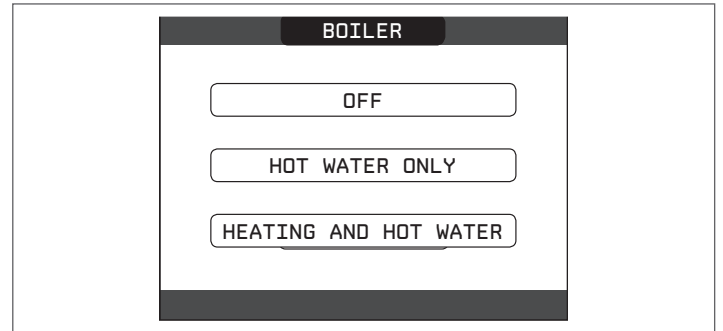 BOILER
OFF
HOT WATER ONLY
HEATING AND HOT WATER